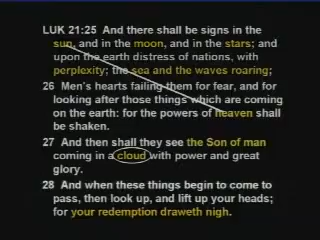 LUK 21:25 And there shall be signs in the
sun, and in the moon, and in the stars; and
upon the earth distress of nations, with
perplexity; the sea and the waves roaring;
26 Men's hearts failing them for fear, and for
looking after those things which are coming
on the earth: for the powers of heaven shall
be shaken.
27 And then shall they see the Son of man
coming in a cloud with power and great
glory.
28 And when these things begin to come to
pass, then look up, and lift up your heads;
for your redemption draweth nigh.